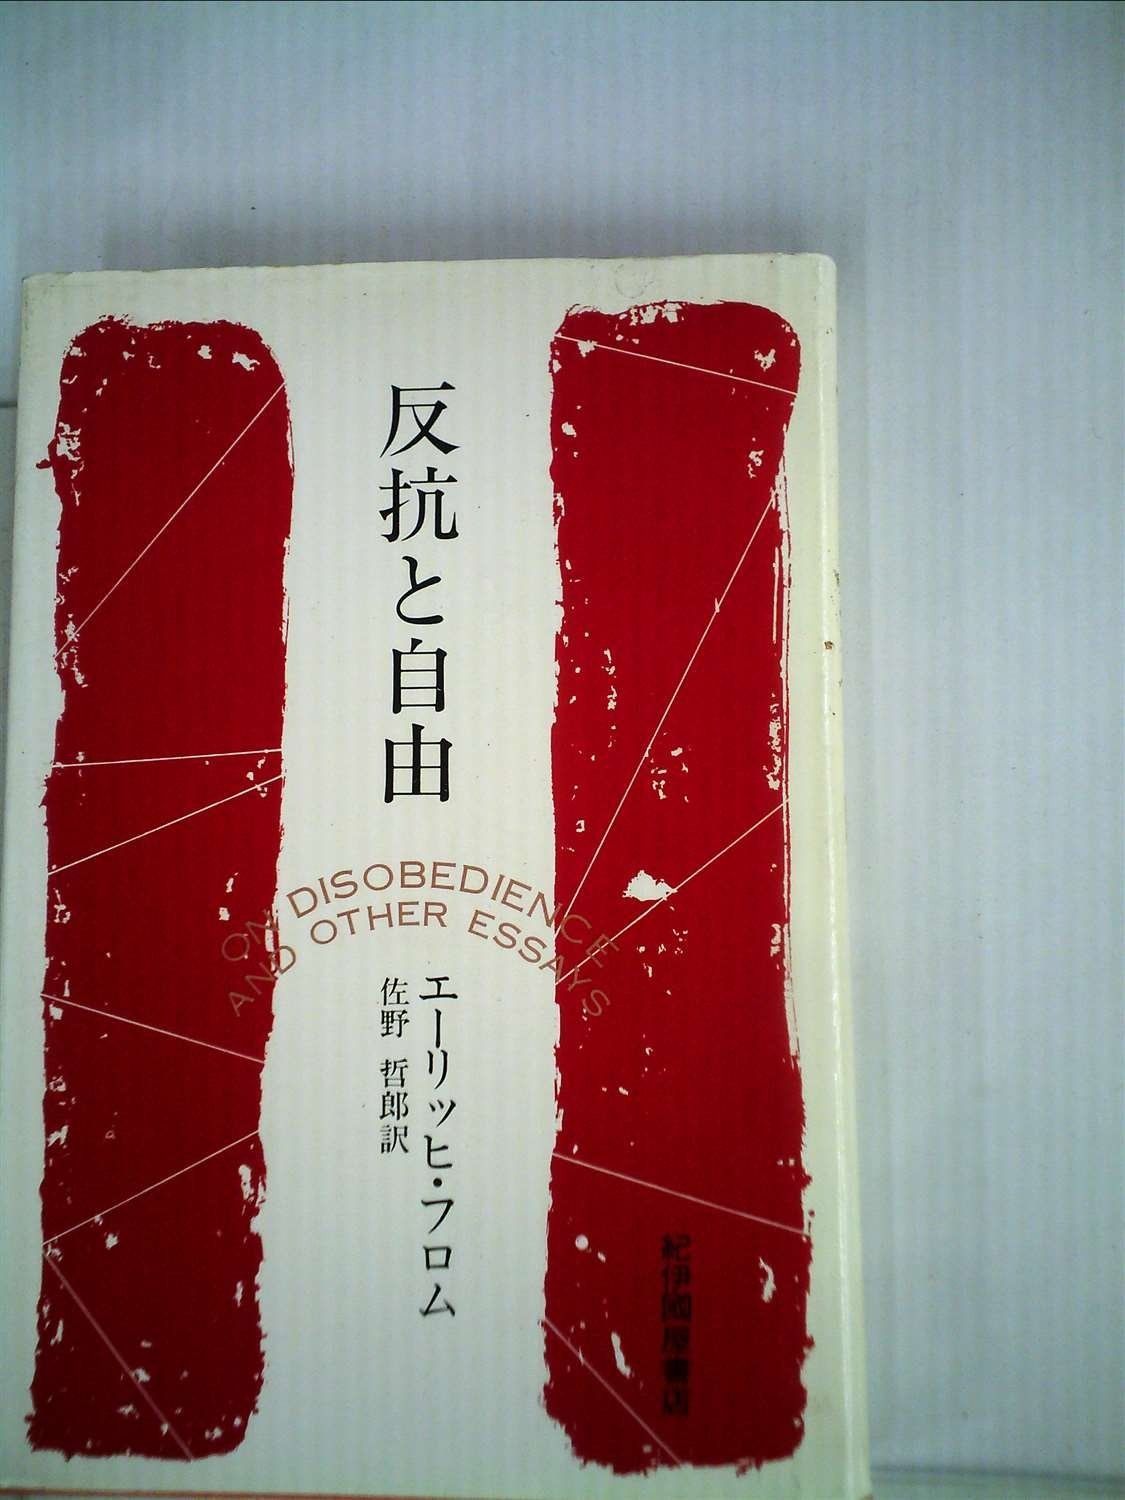 反抗と自由
ON DISOBEDIENCE
AND OTHER ESSAYS
エーリッヒ・フロム
佐野 哲郎訳
紀伊國屋書店